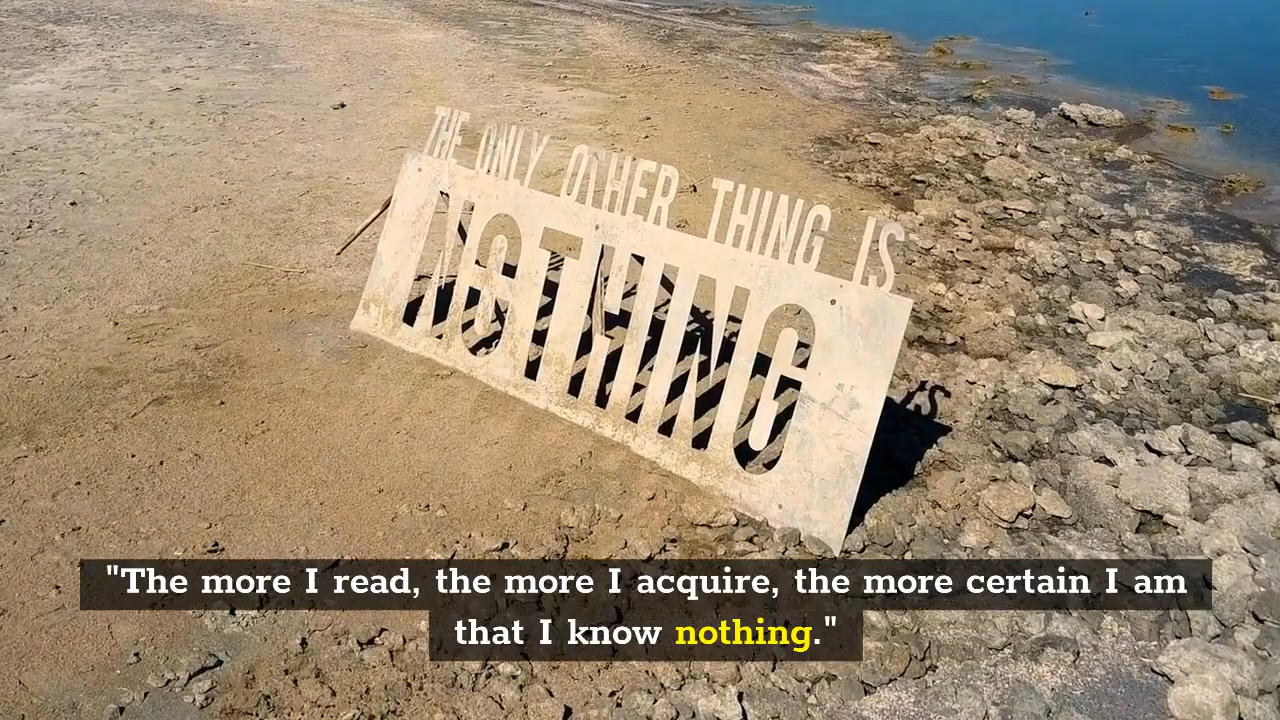 THE ONLY OTHER THING IS
NOTHING
"The more I read, the more I acquire, the more certain I am
that I know nothing."